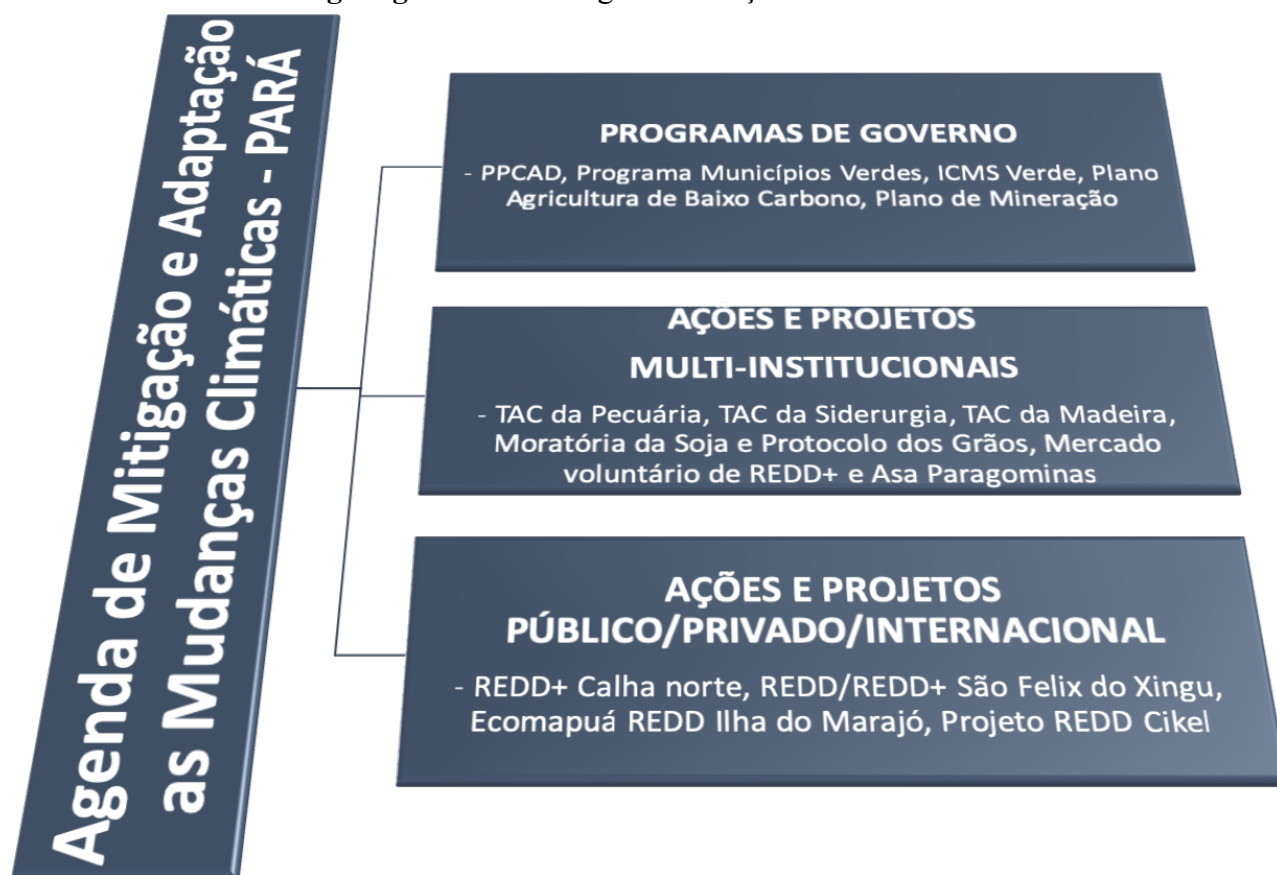 Agenda de Mitigação e Adaptação
as Mudanças Climáticas - PARÁ
PROGRAMAS DE GOVERNO
- PPCAD, Programa Municípios Verdes, ICMS Verde, Plano
Agricultura de Baixo Carbono, Plano de Mineração
AÇÕES E PROJETOS
MULTI-INSTITUCIONAIS
- TAC da Pecuária, TAC da Siderurgia, TAC da Madeira,
Moratória da Soja e Protocolo dos Grãos, Mercado
voluntário de REDD+ e Asa Paragominas
AÇÕES E PROJETOS
PÚBLICO/PRIVADO/INTERNACIONAL
- REDD+ Calha norte, REDD/REDD+ São Felix do Xingu,
Ecomapuá REDD Ilha do Marajó, Projeto REDD Cikel